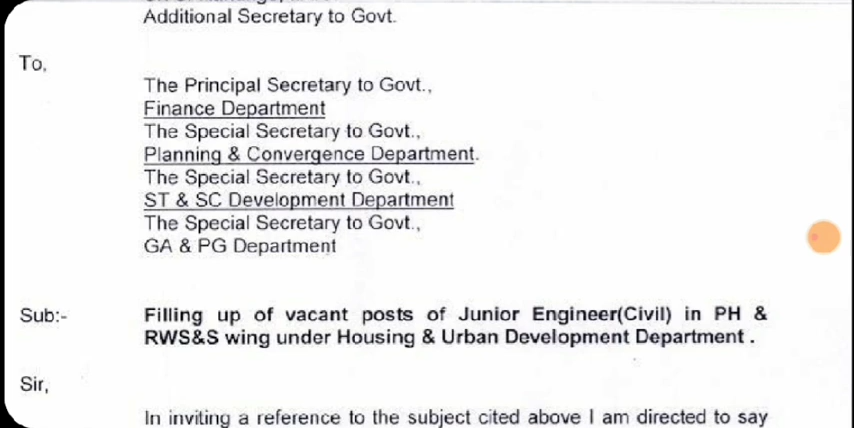 Additional Secretary to Govt.
To,
The Principal Secretary to Govt.,
Finance Department
The Special Secretary to Govt.,
Planning & Convergence Department.
The Special Secretary to Govt.,
ST & SC Development Department
The Special Secretary to Govt.,
GA & PG Department
Sub:- Filling up of vacant posts of Junior Engineer(Civil) in PH &
RWS&S wing under Housing & Urban Development Department .
Sir,
In inviting a reference to the subject cited above I am directed to say